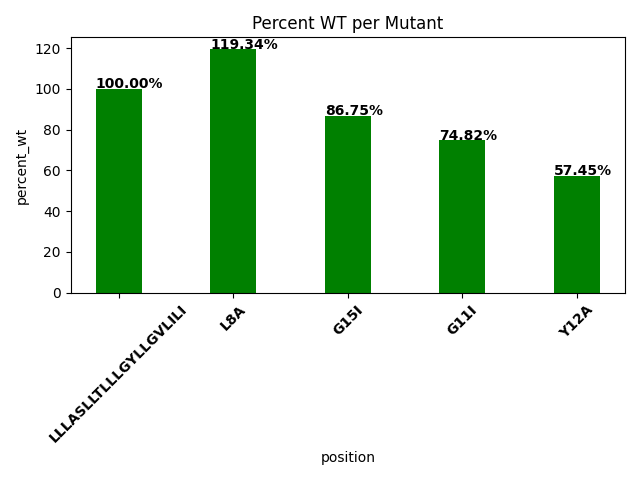 Percent WT per Mutant
percent_wt
120
100
80
60
40
20
0
100.00%
119.34%
86.75%
74.82%
57.45%
LLLASLLTLLLGYLLGVLILI
L8A
G15I
G11I
Y12A
position